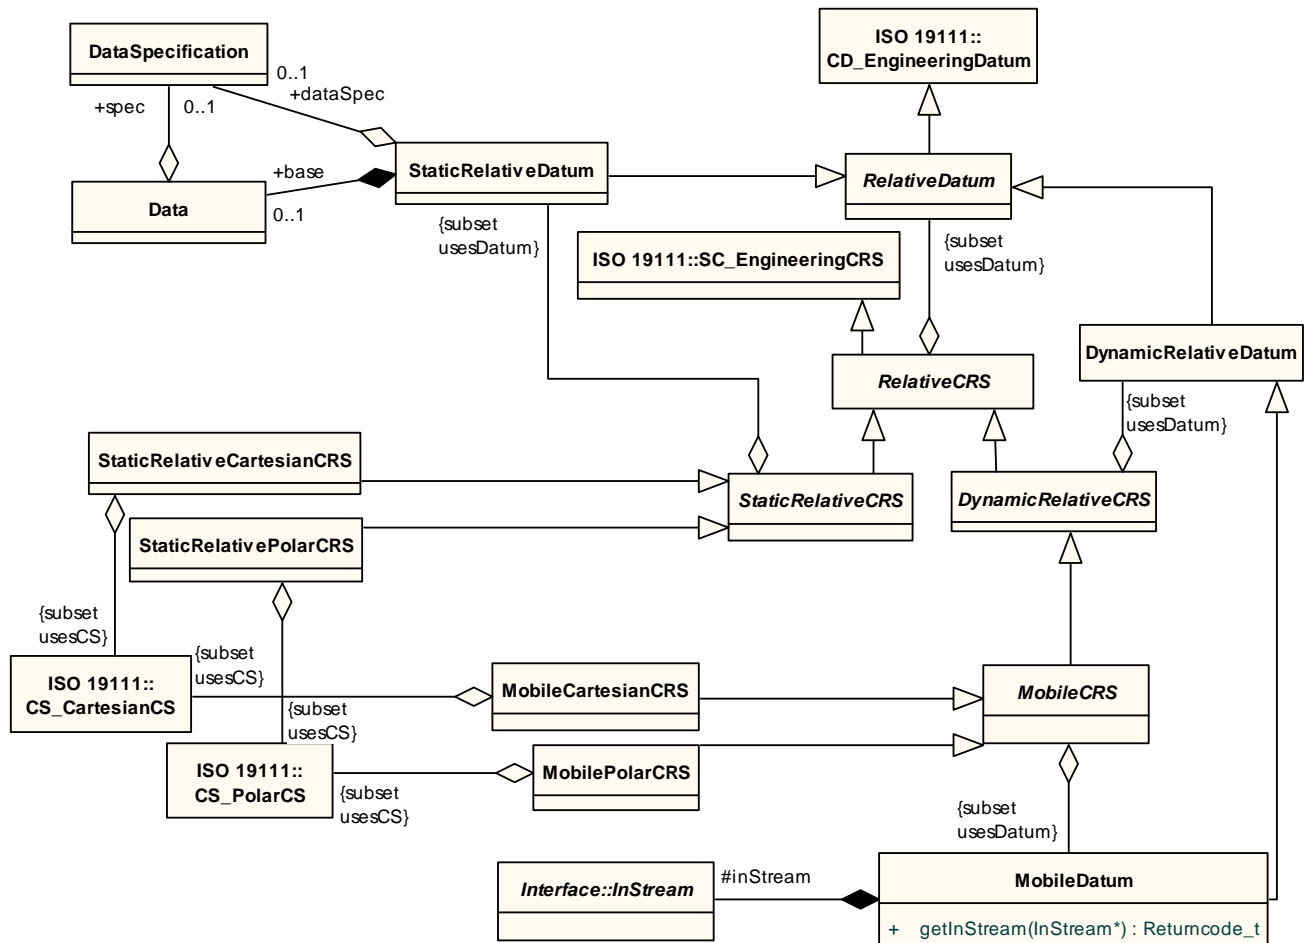 DataSpecification
ISO 19111::
CD_EngineeringDatum
0..1
+dataSpec
+spec
0..1
StaticRelativeDatum
RelativeDatum
+base
Data
0..1
{subset
usesDatum}
{subset
usesDatum}
ISO 19111::SC_EngineeringCRS
DynamicRelativeDatum
RelativeCRS
{subset
usesDatum}
StaticRelativeCartesianCRS
StaticRelativeCRS
DynamicRelativeCRS
StaticRelativePolarCRS
{subset
usesCS}
{subset
usesCS}
ISO 19111::
CS_CartesianCS
MobileCartesianCRS
MobileCRS
{subset
usesCS}
ISO 19111::
CS_PolarCS
MobilePolarCRS
{subset
usesCS}
{subset
usesDatum}
Interface::InStream
#inStream
MobileDatum
+ getInStream(InStream*) : Returncode_t